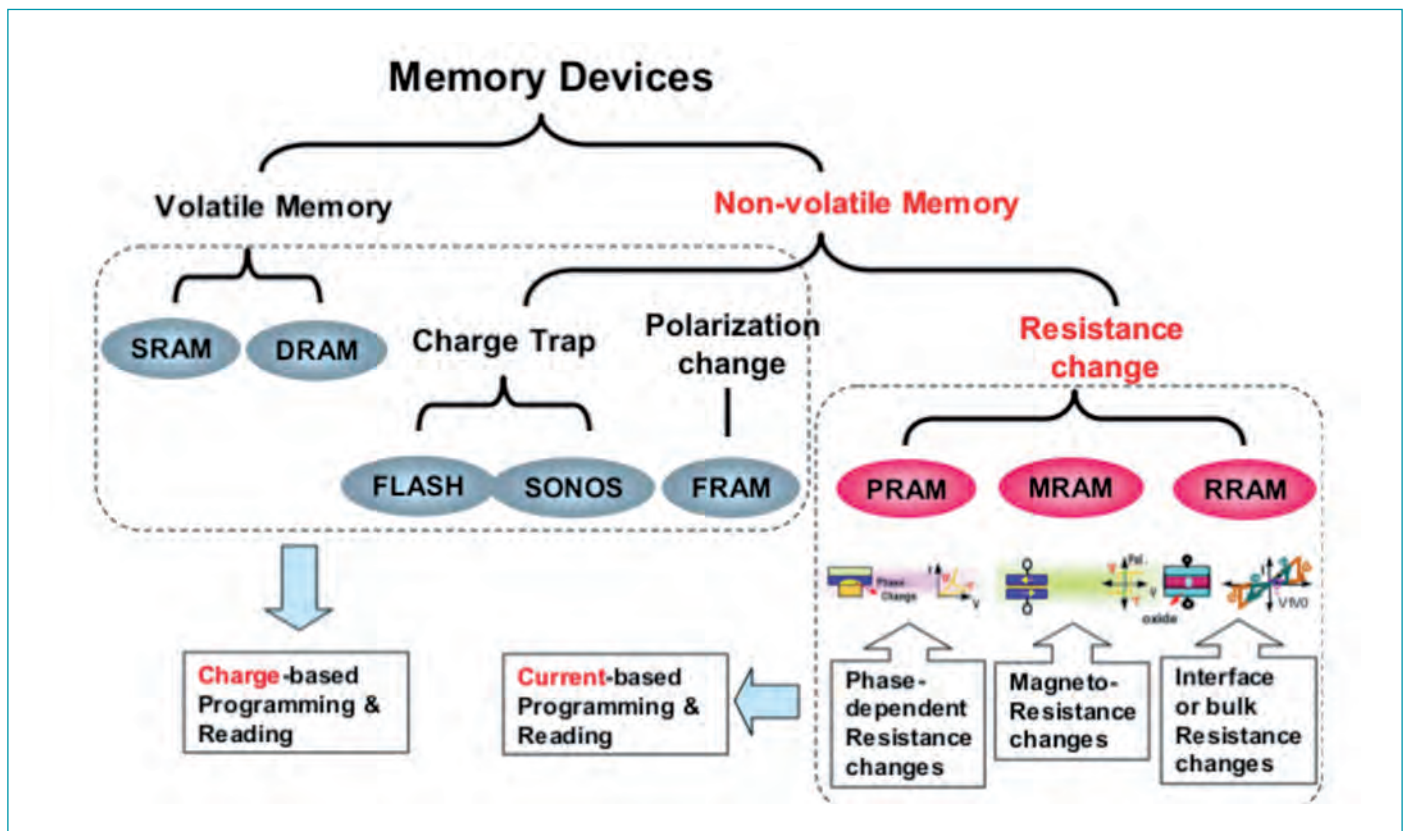 Memory Devices
Volatile Memory
Non-volatile Memory
SRAM
DRAM
Charge Trap
Polarization
change
Resistance
change
FLASH
SONOS
FRAM
PRAM
MRAM
RRAM
Phase
Change
I
V
Pol.
V
oxide
I
Charge-based
Programming &
Reading
Current-based
Programming &
Reading
Phase-
dependent
Resistance
changes
Magneto-
Resistance
changes
Interface
or bulk
Resistance
changes